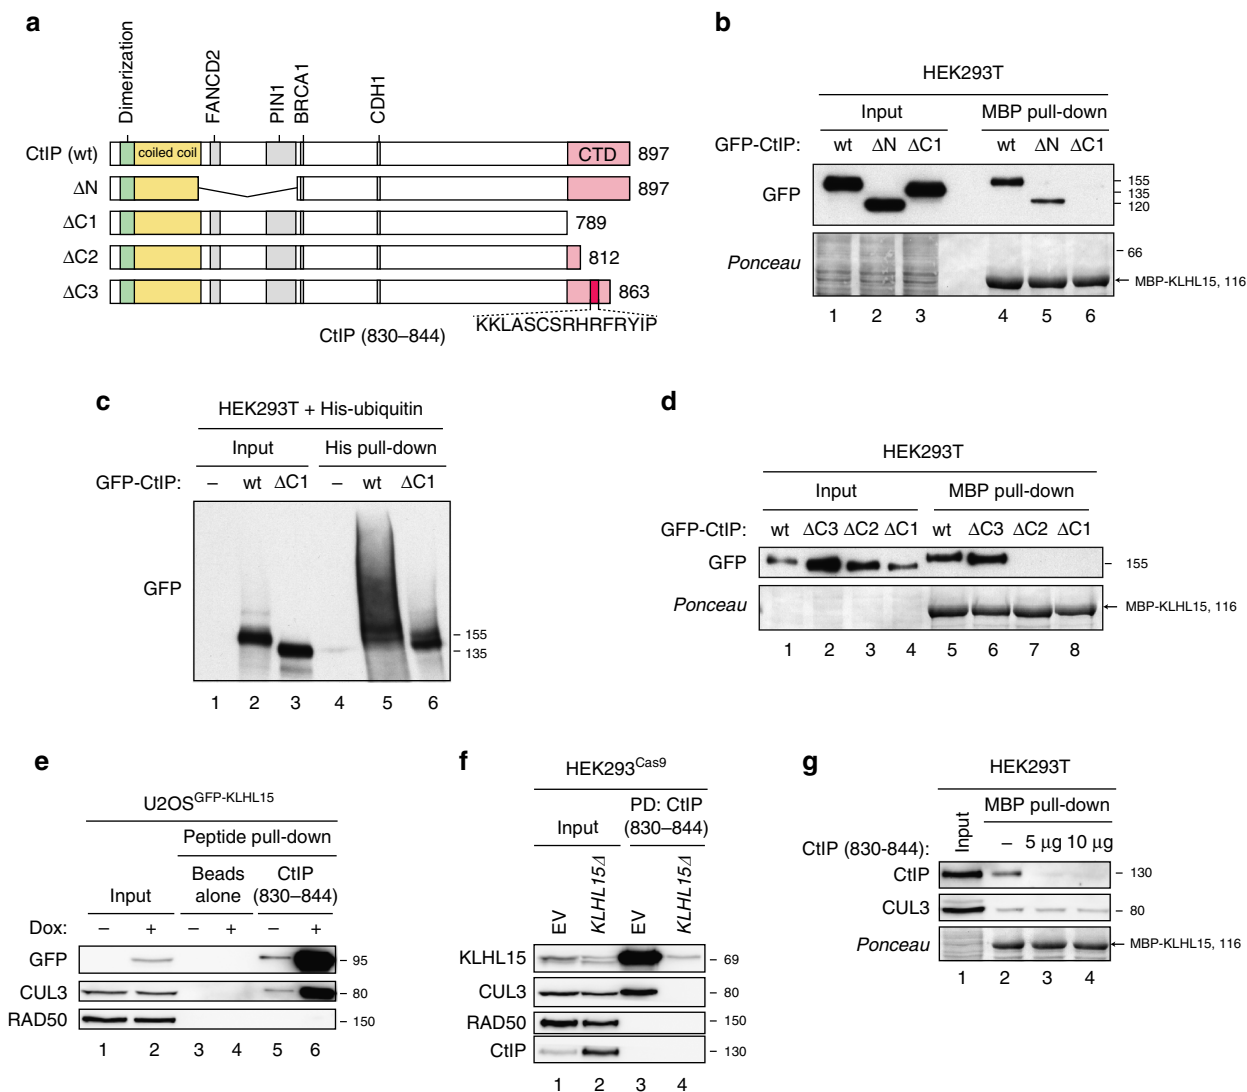 a
Dimerization
FANCD2
PIN1
BRCA1
CDH1
CtIP (wt)
coiled coil
CTD
897
ΔN
897
ΔC1
789
ΔC2
812
ΔC3
863
CtIP (830–844)
KKLASCSRHRFRYIP
b
HEK293T
Input
MBP pull-down
GFP-CtIP: wt ΔN ΔC1 wt ΔN ΔC1
GFP
155
135
120
Ponceau
66
MBP-KLHL15, 116
1 2 3 4 5 6
c
HEK293T + His-ubiquitin
Input
His pull-down
GFP-CtIP: – wt ΔC1 – wt ΔC1
GFP
155
135
1 2 3 4 5 6
d
HEK293T
Input
MBP pull-down
GFP-CtIP: wt ΔC3 ΔC2 ΔC1 wt ΔC3 ΔC2 ΔC1
GFP
155
Ponceau
MBP-KLHL15, 116
1 2 3 4 5 6 7 8
e
U2OS^GFP-KLHL15
Peptide pull-down
Input
Beads alone
CtIP (830–844)
Dox: – + – + – +
GFP
95
CUL3
80
RAD50
150
1 2 3 4 5 6
f
HEK293^Cas9
Input
PD: CtIP (830–844)
EV KLHL15Δ EV KLHL15Δ
KLHL15
69
CUL3
80
RAD50
150
CtIP
130
1 2 3 4
g
HEK293T
Input
MBP pull-down
CtIP (830-844): – 5 μg 10 μg
CtIP
130
CUL3
80
Ponceau
MBP-KLHL15, 116
1 2 3 4